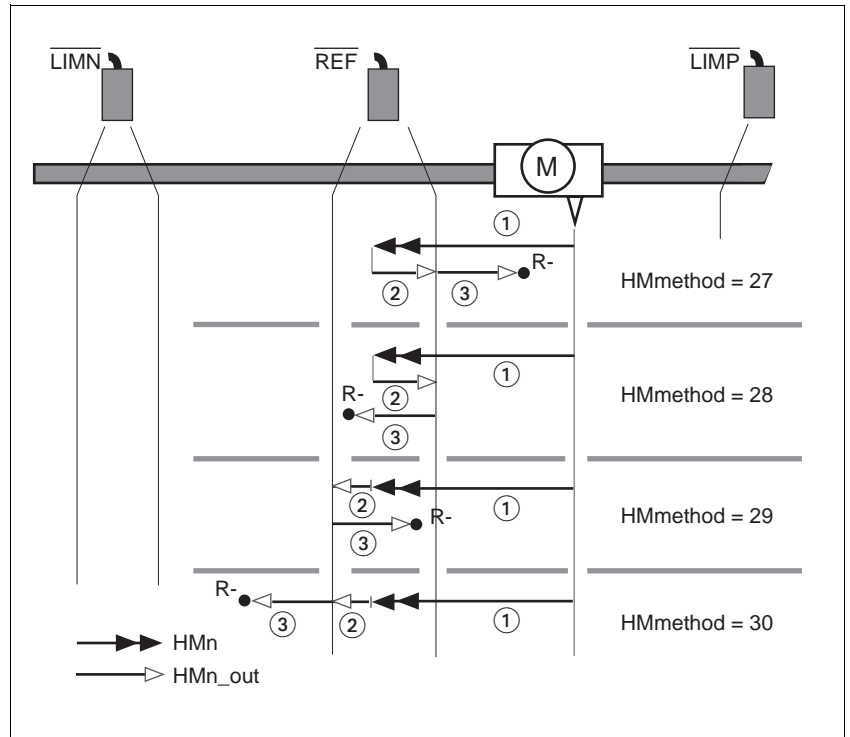 LIMN REF LIMP
M
①
R-
② ③
HMmethod = 27
①
②
R-
③
HMmethod = 28
② ①
R-
③
HMmethod = 29
R-
③ ② ①
HMmethod = 30
HMn
HMn_out